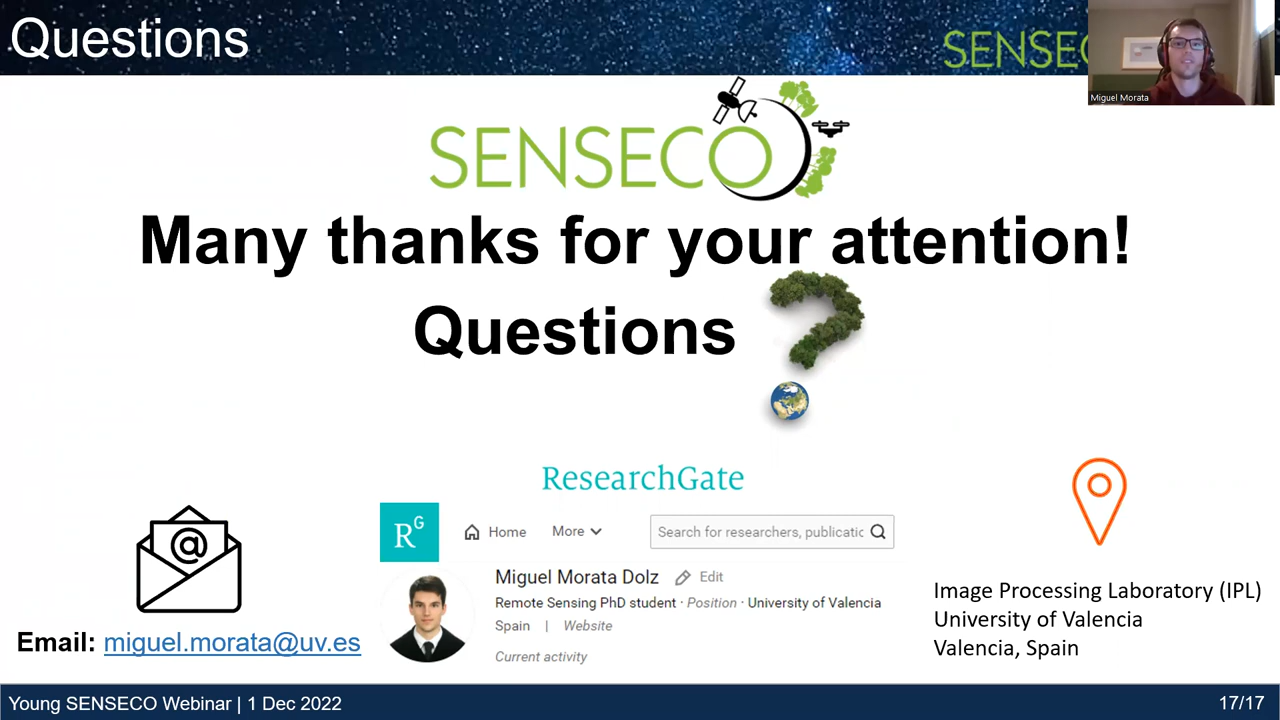 Questions
SENSEC
Miguel Morata
SENSECO
Many thanks for your attention!
Questions
ResearchGate
RG
Home
More
Search for researchers, publicatic
Miguel Morata Dolz
Edit
Remote Sensing PhD student · Position · University of Valencia
Spain | Website
Current activity
@
Email: miguel.morata@uv.es
Image Processing Laboratory (IPL)
University of Valencia
Valencia, Spain
Young SENSECO Webinar | 1 Dec 2022
17/17